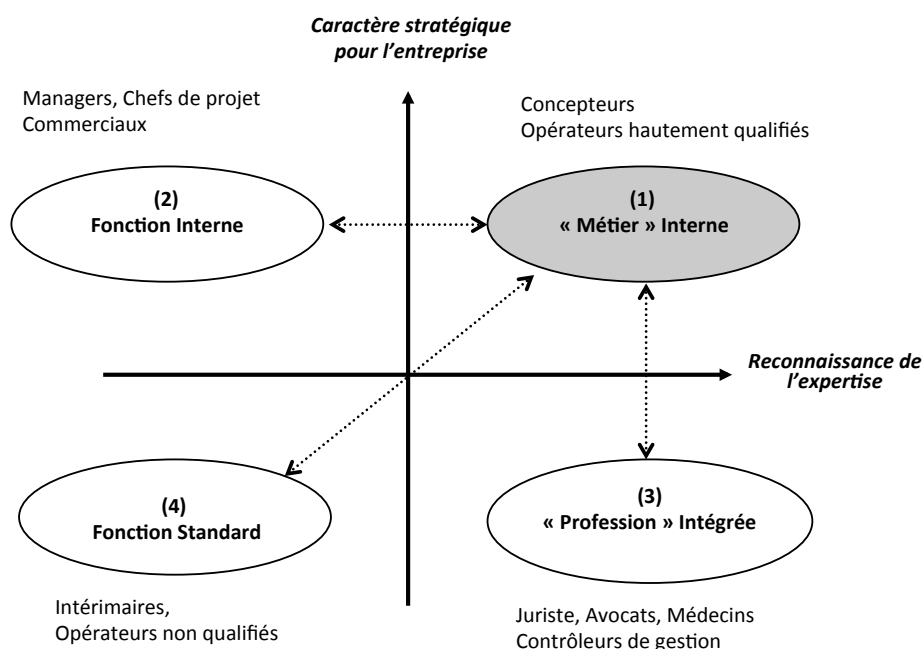 Caractère stratégique
pour l'entreprise
Managers, Chefs de projet
Commerciaux
Concepteurs
Opérateurs hautement qualifiés
(2)
Fonction Interne
(1)
« Métier » Interne
Reconnaissance de
l'expertise
(4)
Fonction Standard
(3)
« Profession » Intégrée
Intérimaires,
Opérateurs non qualifiés
Juriste, Avocats, Médecins
Contrôleurs de gestion